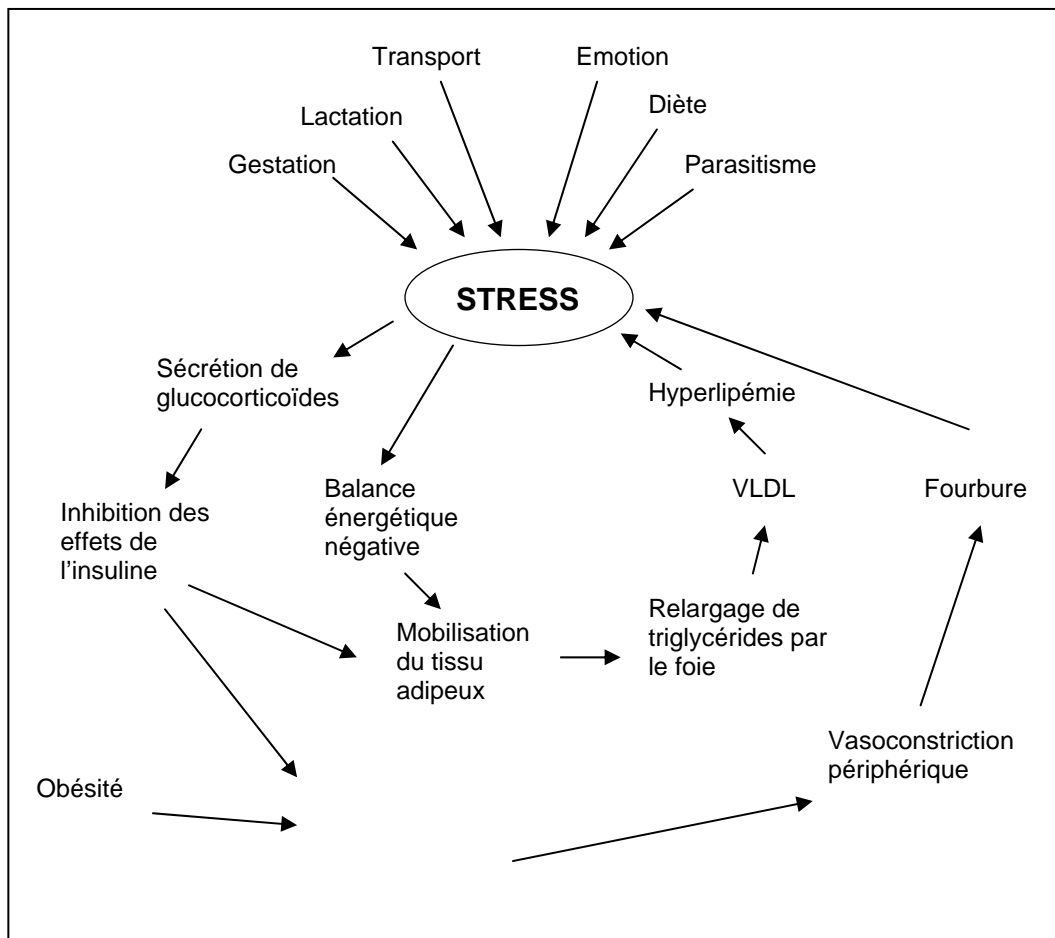 Transport
Emotion
Lactation
Diète
Gestation
Parasitisme
STRESS
Sécrétion de
glucocorticoïdes
Hyperlipémie
Inhibition des
effets de
l'insuline
Balance
énergétique
négative
VLDL
Fourbure
Mobilisation
du tissu
adipeux
Relargage de
triglycérides par
le foie
Vasoconstriction
périphérique
Obésité